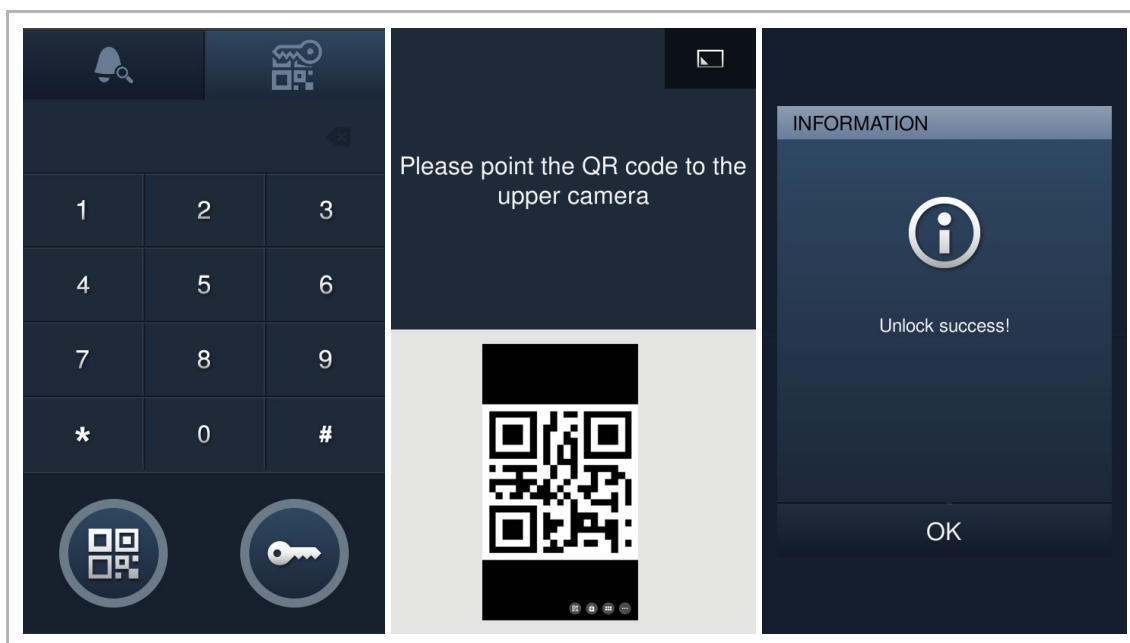 1 2 3
4 5 6
7 8 9
* 0 #
Please point the QR code to the
upper camera
INFORMATION
Unlock success!
OK